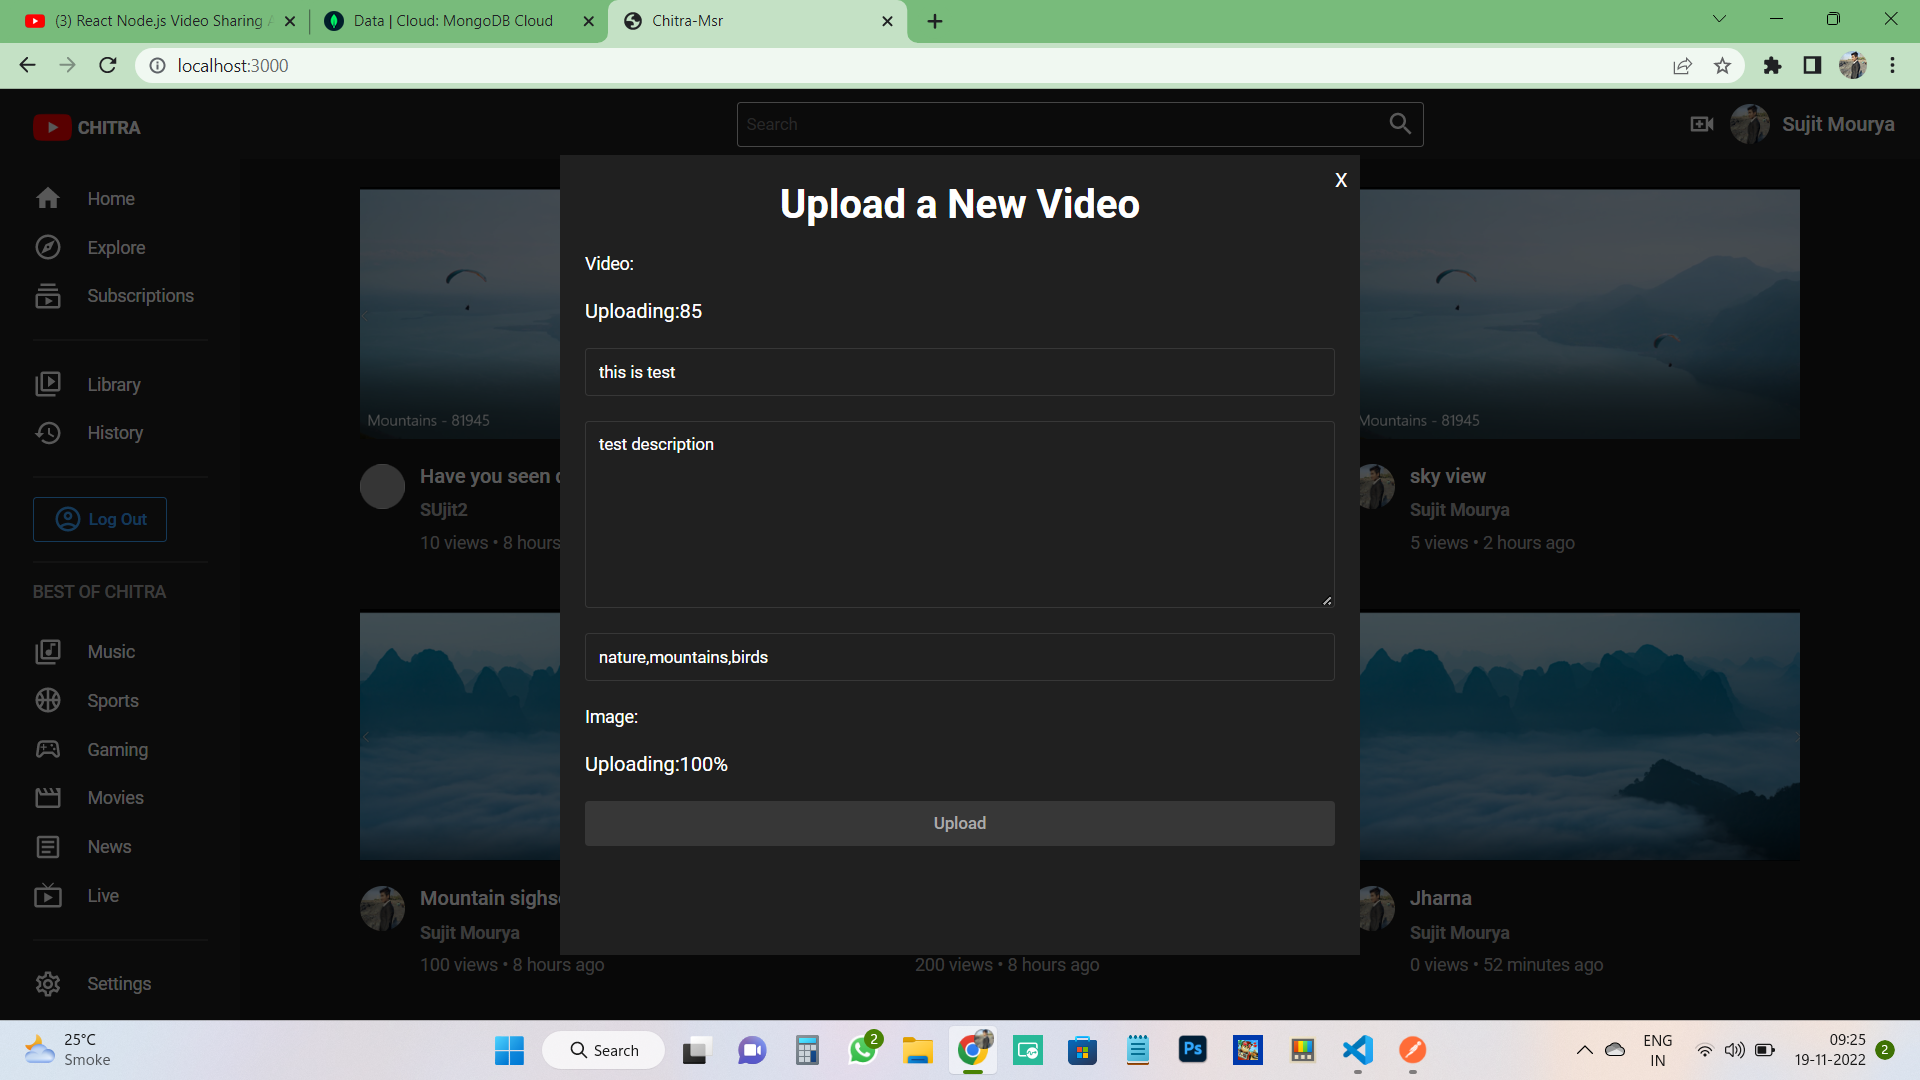 (3) React Node.js Video Sharing
Data | Cloud: MongoDB Cloud
Chitra-Msr
localhost:3000
CHITRA
Search
Sujit Mourya
Home
Explore
Subscriptions
Library
History
Log Out
BEST OF CHITRA
Music
Sports
Gaming
Movies
News
Live
Settings
Upload a New Video
X
Video:
Uploading:85
this is test
test description
nature,mountains,birds
Image:
Uploading:100%
Upload
Mountains - 81945
Have you seen
SUjit2
10 views • 8 hours
Mountains - 81945
sky view
Sujit Mourya
5 views • 2 hours ago
Mountain sighs
Sujit Mourya
100 views • 8 hours ago
200 views • 8 hours ago
Jharna
Sujit Mourya
0 views • 52 minutes ago
25°C
Smoke
Search
2
Ps
ENG
IN
09:25
19-11-2022
2